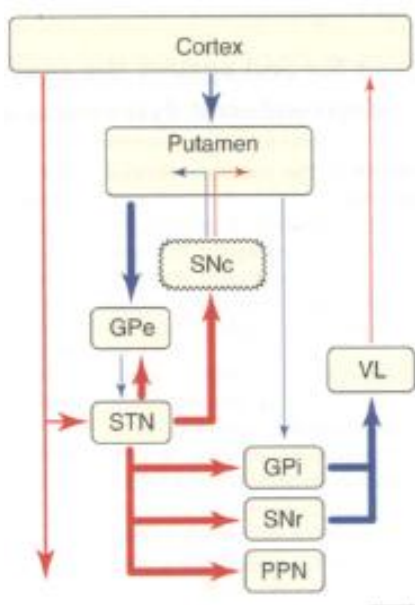 Cortex
Putamen
SNc
GPe
VL
STN
GPi
SNr
PPN